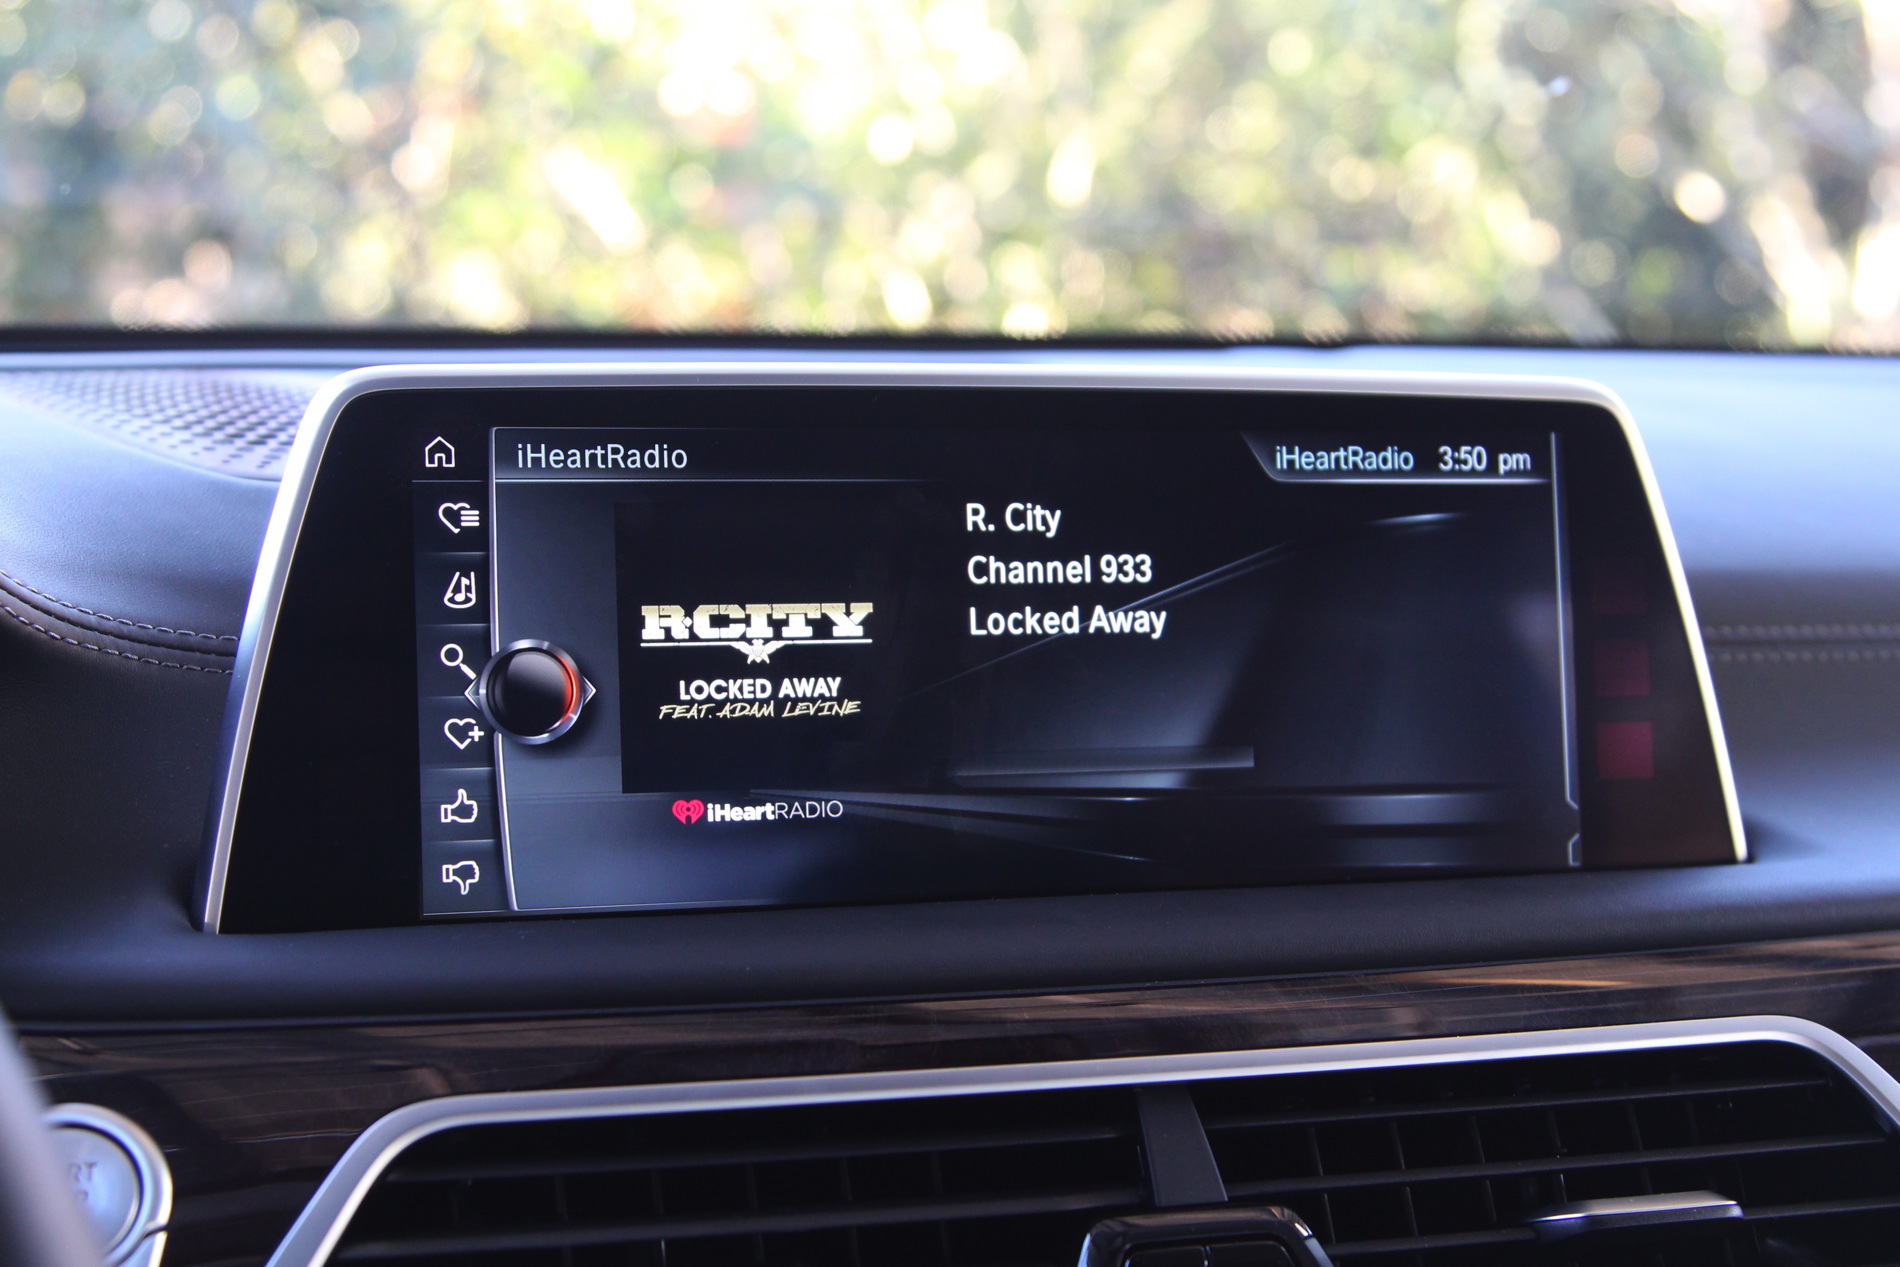 iHeartRadio
iHeartRadio 3:50 pm
R. City
Channel 933
Locked Away
R·CITY
LOCKED AWAY
FEAT. ADAM LEVINE
iHeartRADIO